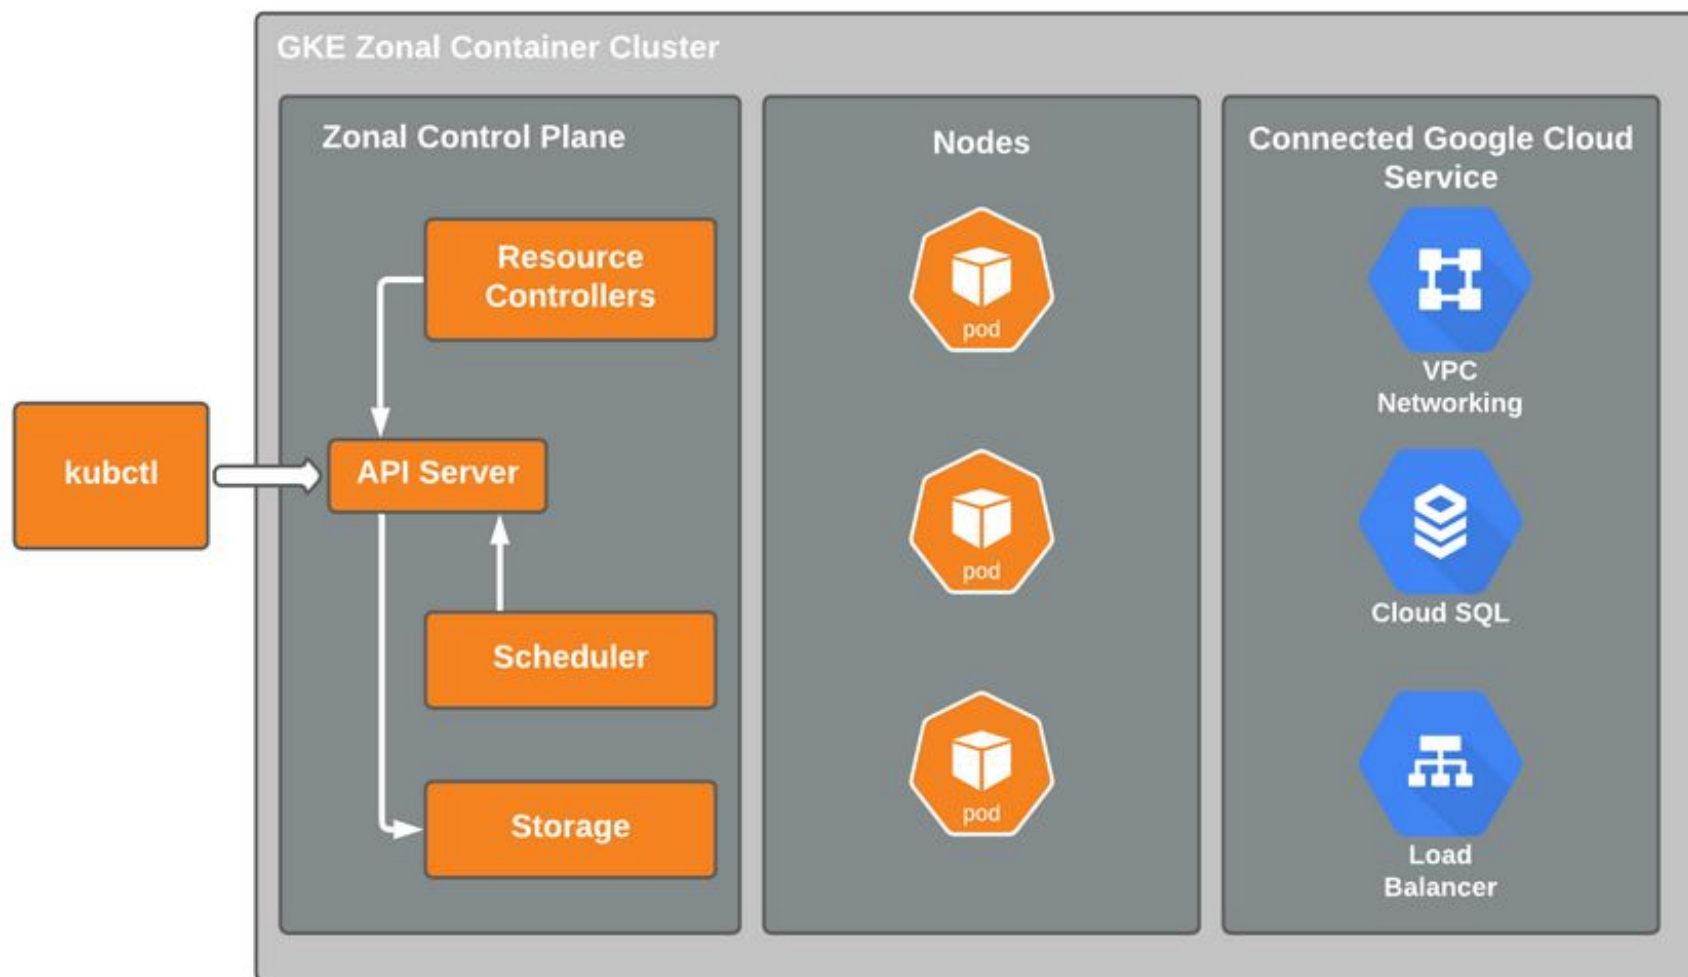 GKE Zonal Container Cluster
Zonal Control Plane
Resource
Controllers
kubctl
API Server
Scheduler
Storage
Nodes
pod
pod
pod
Connected Google Cloud
Service
VPC
Networking
Cloud SQL
Load
Balancer